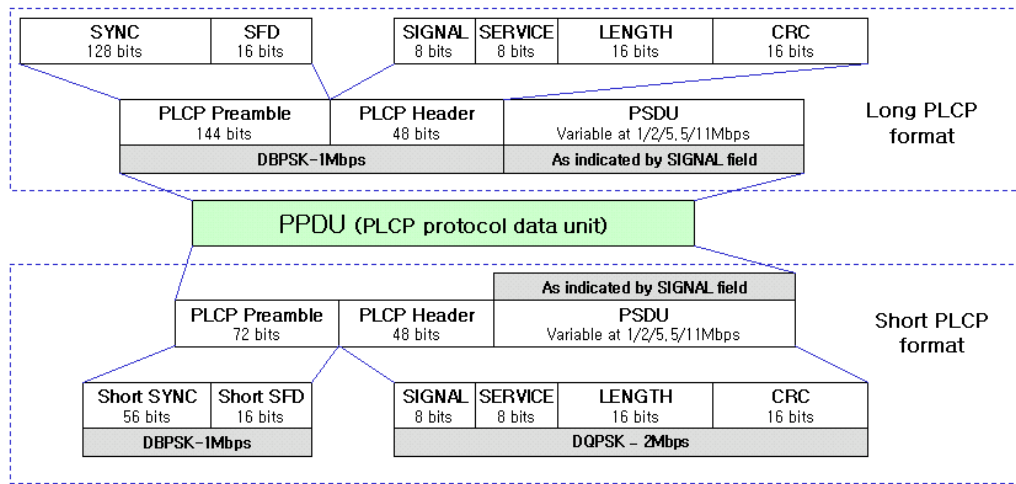 SYNC SFD SIGNAL SERVICE LENGTH CRC
128 bits 16 bits 8 bits 8 bits 16 bits 16 bits
PLCP Preamble PLCP Header PSDU
144 bits 48 bits Variable at 1/2/5.5/11Mbps
Long PLCP
format
DBPSK-1Mbps As indicated by SIGNAL field
PPDU (PLCP protocol data unit)
As indicated by SIGNAL field
PLCP Preamble PLCP Header PSDU
72 bits 48 bits Variable at 1/2/5.5/11Mbps
Short PLCP
format
Short SYNC Short SFD SIGNAL SERVICE LENGTH CRC
56 bits 16 bits 8 bits 8 bits 16 bits 16 bits
DBPSK-1Mbps DQPSK - 2Mbps